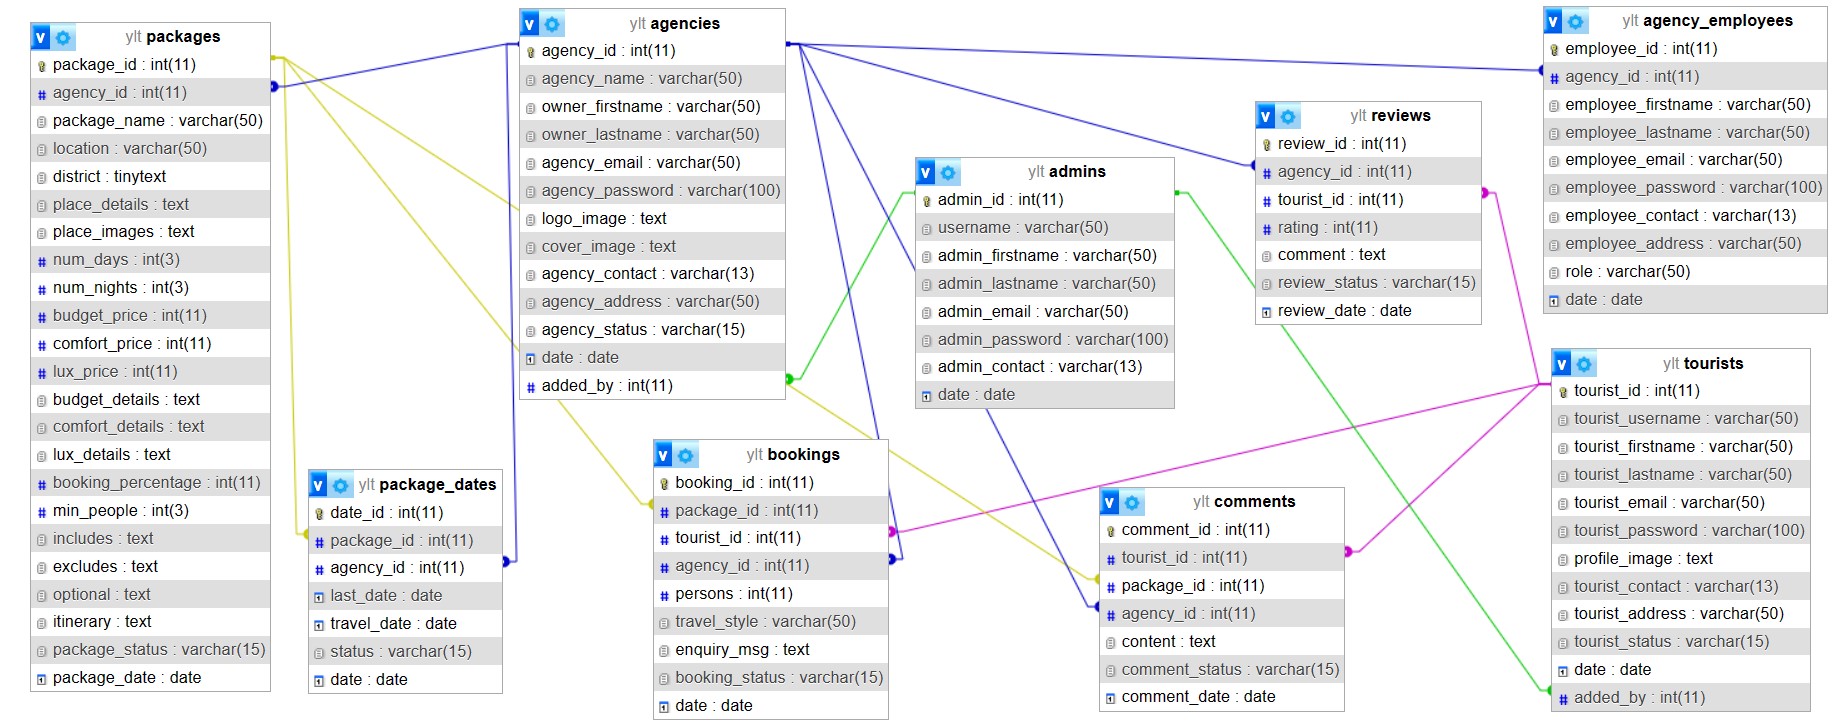 v ylt packages
package_id : int(11)
# agency_id : int(11)
package_name : varchar(50)
location : varchar(50)
district : tinytext
place_details : text
place_images : text
# num_days : int(3)
# num_nights : int(3)
# budget_price : int(11)
# comfort_price : int(11)
# lux_price : int(11)
budget_details : text
comfort_details : text
lux_details : text
# booking_percentage : int(11)
# min_people : int(3)
includes : text
excludes : text
optional : text
itinerary : text
package_status : varchar(15)
package_date : date
v ylt agencies
agency_id : int(11)
agency_name : varchar(50)
owner_firstname : varchar(50)
owner_lastname : varchar(50)
agency_email : varchar(50)
agency_password : varchar(100)
logo_image : text
cover_image : text
agency_contact : varchar(13)
agency_address : varchar(50)
agency_status : varchar(15)
date : date
# added_by : int(11)
v ylt package_dates
date_id : int(11)
# package_id : int(11)
# agency_id : int(11)
last_date : date
travel_date : date
status : varchar(15)
date : date
v ylt bookings
booking_id : int(11)
# package_id : int(11)
# tourist_id : int(11)
# agency_id : int(11)
# persons : int(11)
travel_style : varchar(50)
enquiry_msg : text
booking_status : varchar(15)
date : date
v ylt admins
admin_id : int(11)
username : varchar(50)
admin_firstname : varchar(50)
admin_lastname : varchar(50)
admin_email : varchar(50)
admin_password : varchar(100)
admin_contact : varchar(13)
date : date
v ylt comments
comment_id : int(11)
# tourist_id : int(11)
# package_id : int(11)
# agency_id : int(11)
content : text
comment_status : varchar(15)
comment_date : date
v ylt reviews
review_id : int(11)
# agency_id : int(11)
# tourist_id : int(11)
# rating : int(11)
comment : text
review_status : varchar(15)
review_date : date
v ylt agency_employees
employee_id : int(11)
# agency_id : int(11)
employee_firstname : varchar(50)
employee_lastname : varchar(50)
employee_email : varchar(50)
employee_password : varchar(100)
employee_contact : varchar(13)
employee_address : varchar(50)
role : varchar(50)
date : date
v ylt tourists
tourist_id : int(11)
tourist_username : varchar(50)
tourist_firstname : varchar(50)
tourist_lastname : varchar(50)
tourist_email : varchar(50)
tourist_password : varchar(100)
profile_image : text
tourist_contact : varchar(13)
tourist_address : varchar(50)
tourist_status : varchar(15)
date : date
# added_by : int(11)